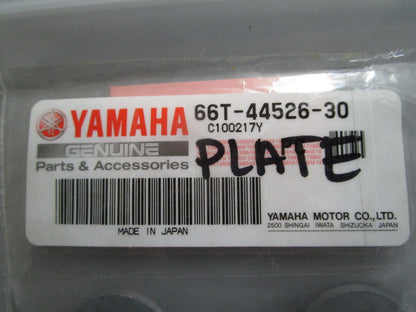 YAMAHA
GENUINE
Parts & Accessories
66T-44526-30
C100217Y
PLATE
MADE IN JAPAN
YAMAHA MOTOR CO., LTD.
2500 SHINGAI IWATA SHIZUOKA JAPAN